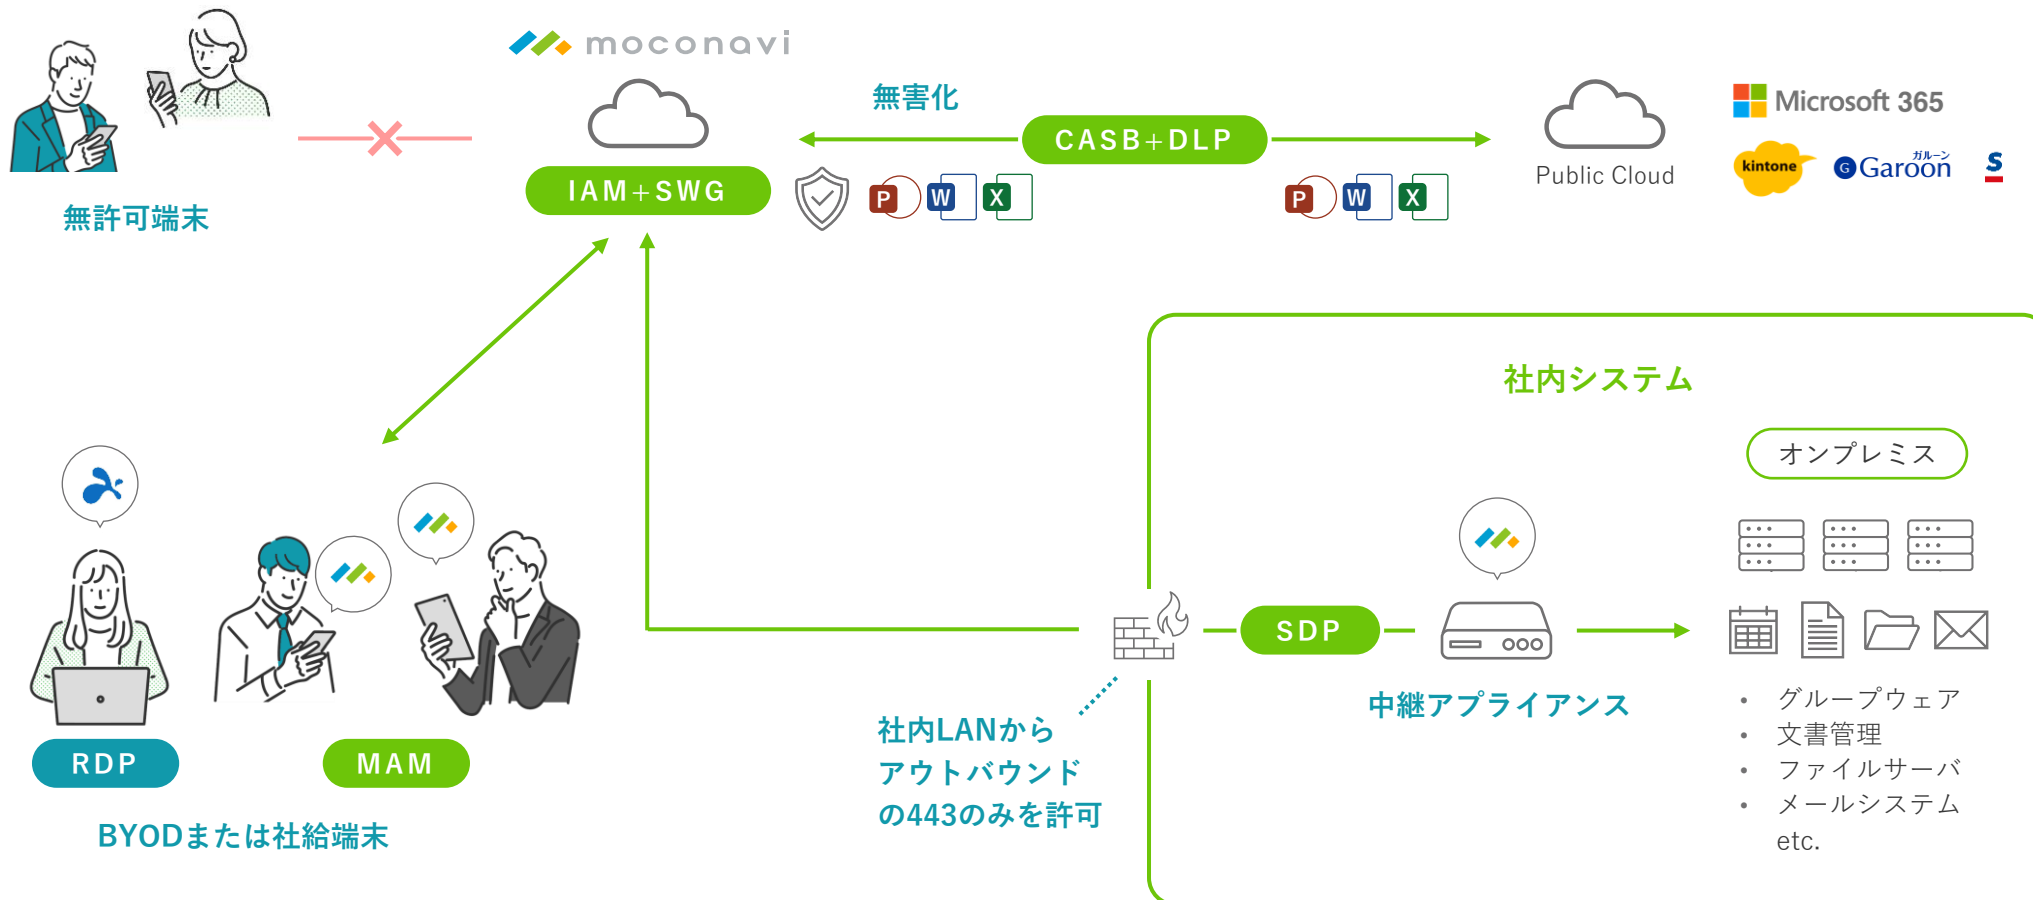 moconavi
無害化
CASB+DLP
IAM+SWG
無許可端末
P
W
X
P
W
X
Public Cloud
Microsoft 365
kintone
ガルーン
G Garoon
S
社内システム
オンプレミス
SDP
中継アプライアンス
社内LANから
アウトバウンド
の443のみを許可
• グループウェア
• 文書管理
• ファイルサーバ
• メールシステム
etc.
RDP
MAM
BYODまたは社給端末